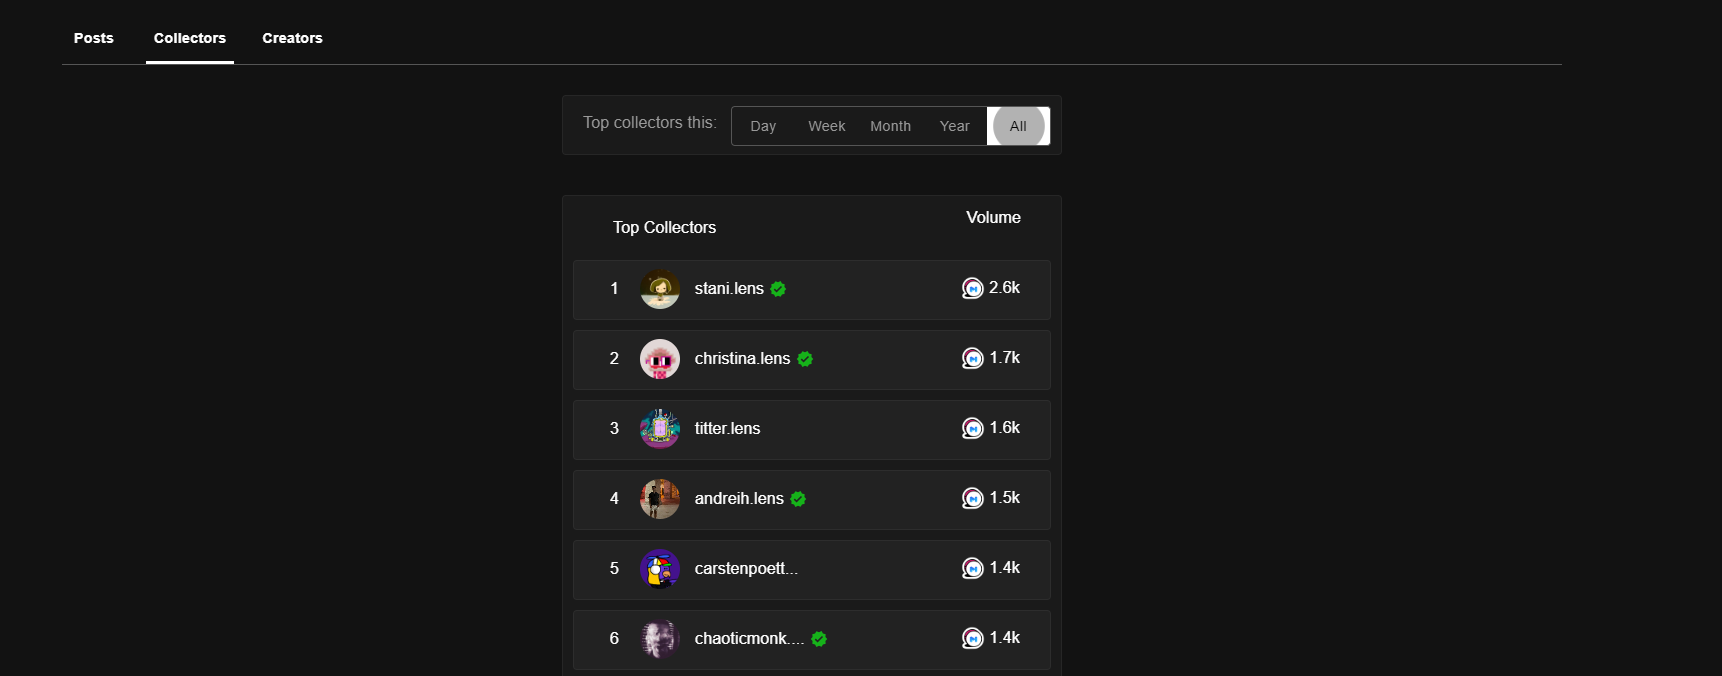 Posts Collectors Creators
Top collectors this: Day Week Month Year All
Top Collectors Volume
1 stani.lens 2.6k
2 christina.lens 1.7k
3 titter.lens 1.6k
4 andreih.lens 1.5k
5 carstenpoett... 1.4k
6 chaoticmonk.... 1.4k